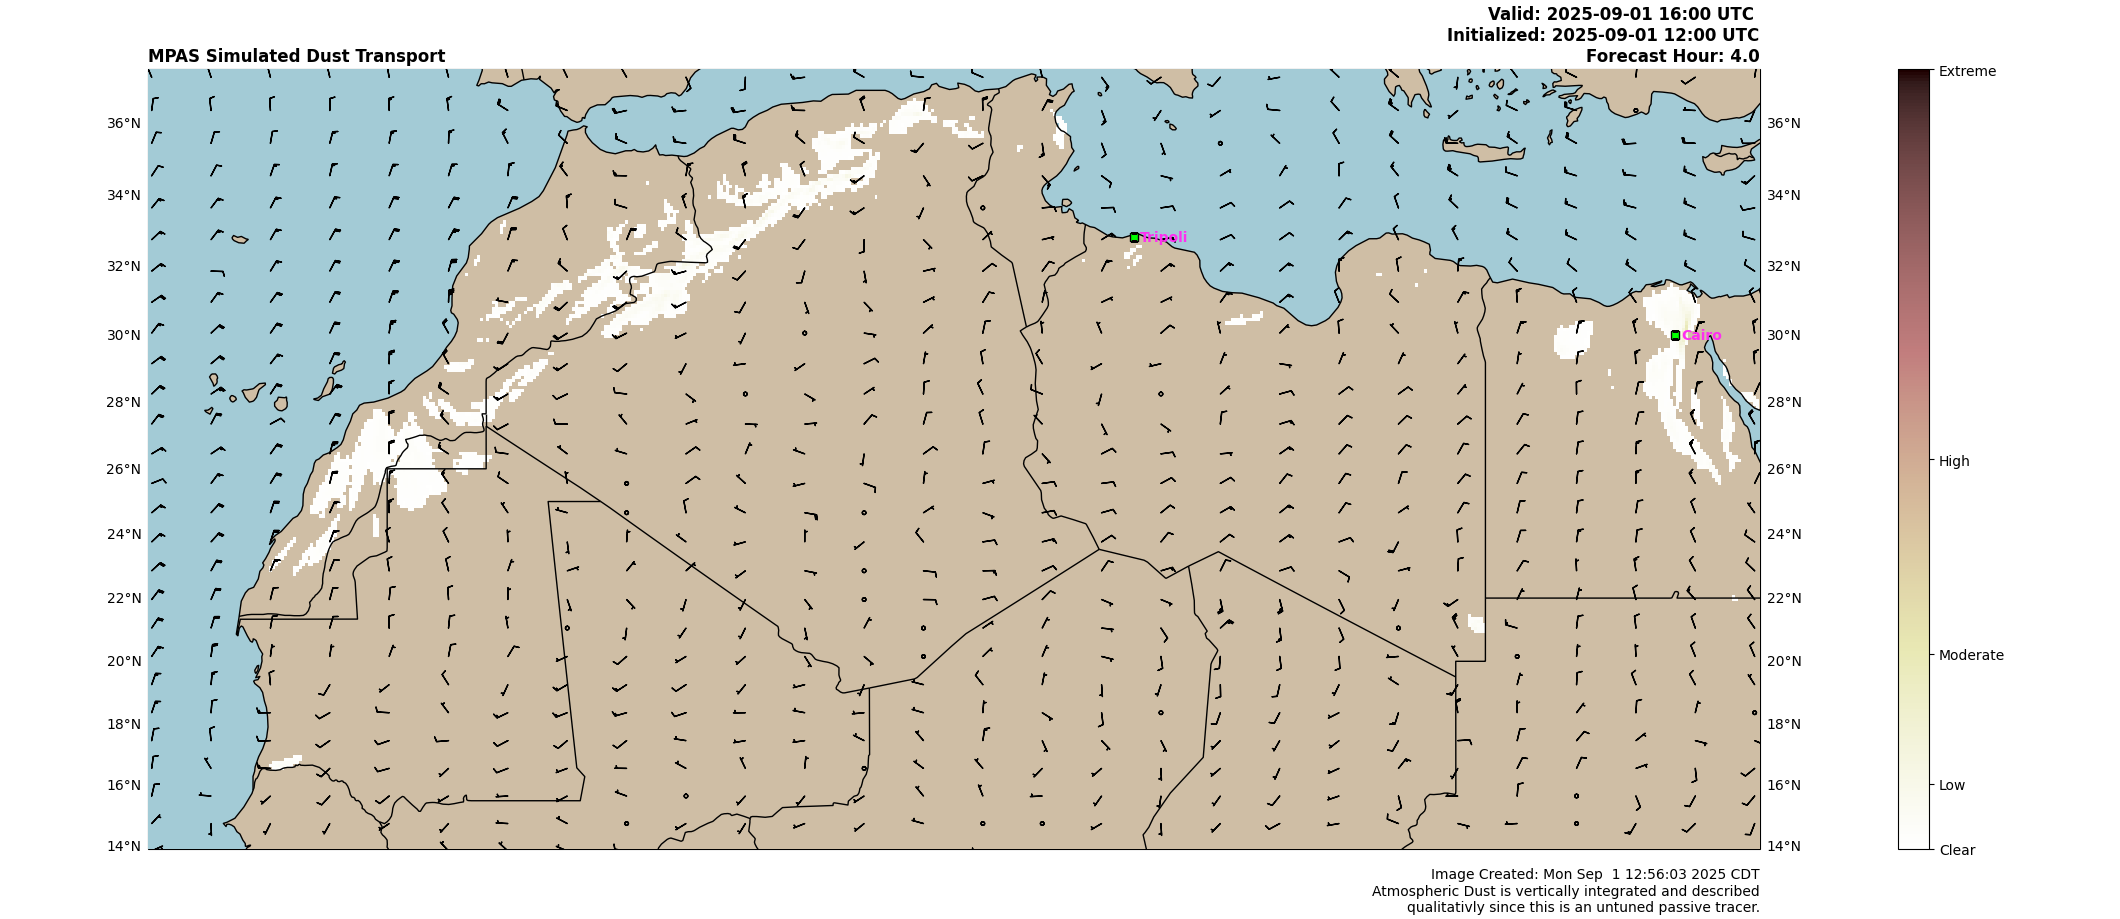 Valid: 2025-09-01 16:00 UTC
Initialized: 2025-09-01 12:00 UTC
MPAS Simulated Dust Transport
Forecast Hour: 4.0
Extreme
36°N
36°N
34°N
34°N
Tripoli
32°N
32°N
30°N
Cairo
30°N
28°N
28°N
26°N
26°N
High
24°N
24°N
22°N
22°N
20°N
20°N
Moderate
18°N
18°N
16°N
16°N
Low
14°N
14°N
Clear
Image Created: Mon Sep  1 12:56:03 2025 CDT
Atmospheric Dust is vertically integrated and described
qualitativly since this is an untuned passive tracer.